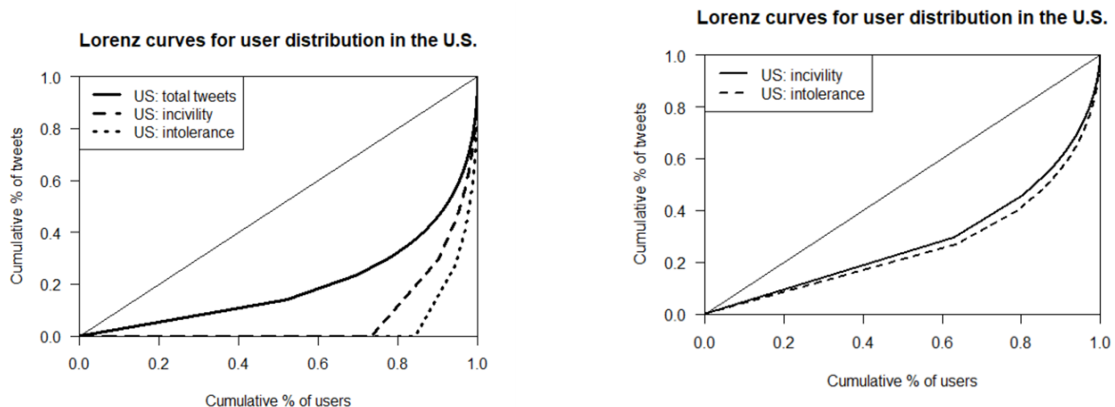 Lorenz curves for user distribution in the U.S.
US: total tweets
US: incivility
US: intolerance
Cumulative % of tweets
1.0
0.8
0.6
0.4
0.2
0.0
0.0 0.2 0.4 0.6 0.8 1.0
Cumulative % of users
Lorenz curves for user distribution in the U.S.
US: incivility
US: intolerance
Cumulative % of tweets
1.0
0.8
0.6
0.4
0.2
0.0
0.0 0.2 0.4 0.6 0.8 1.0
Cumulative % of users